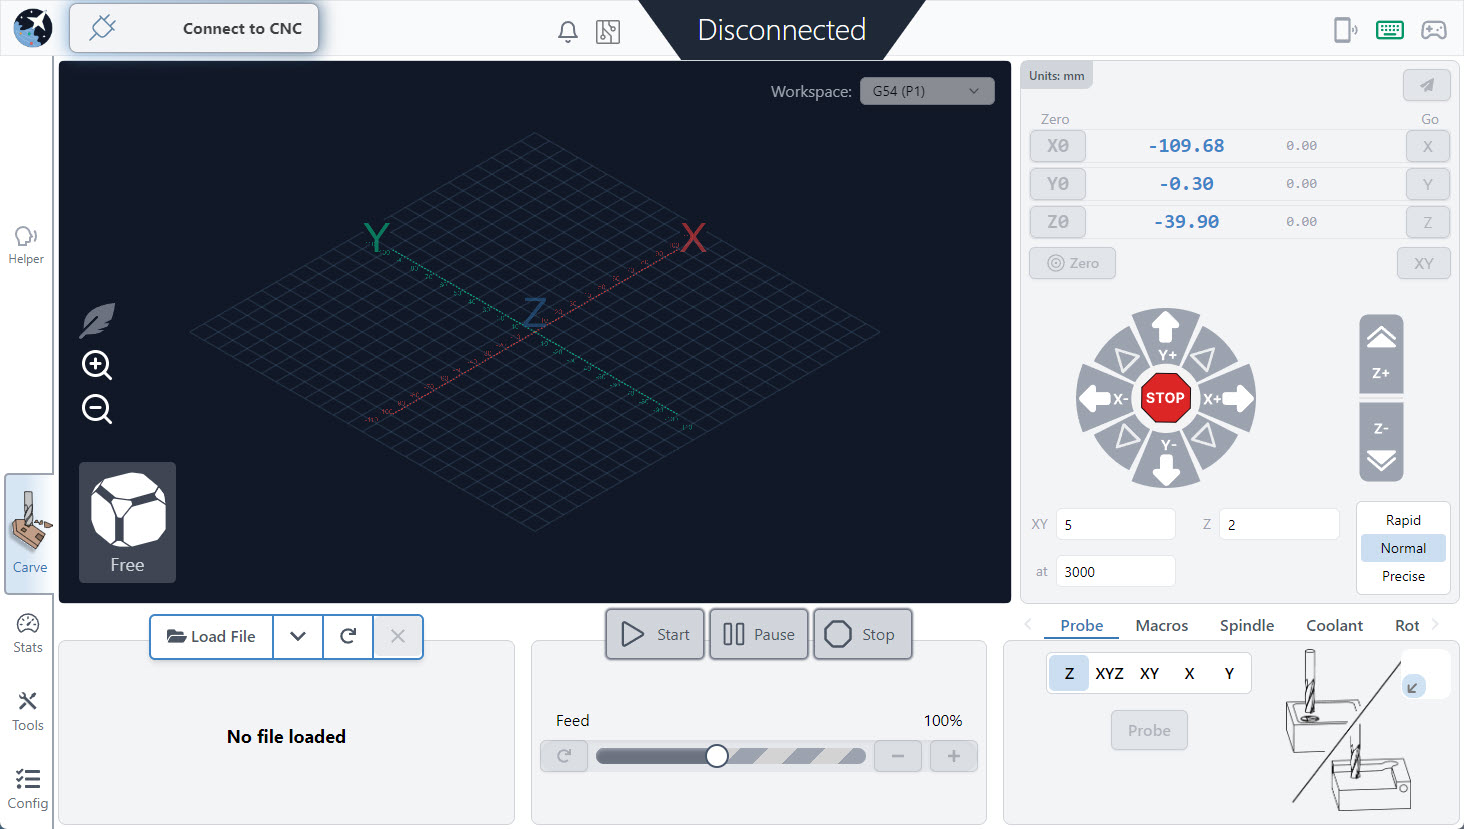 Connect to CNC
Disconnected
Workspace:
G54 (P1)
Y
X
Z
Free
Helper
Carve
Stats
Tools
Config
Units: mm
Zero
Go
X0 -109.68 0.00 X
Y0 -0.30 0.00 Y
Z0 -39.90 0.00 Z
Zero
XY
Y+
X-
STOP
X+
Y-
Z+
Z-
XY 5
Z 2
at 3000
Rapid
Normal
Precise
Load File
No file loaded
Start
Pause
Stop
Feed
100%
Probe Macros Spindle Coolant Rot
Z XYZ XY X Y
Probe